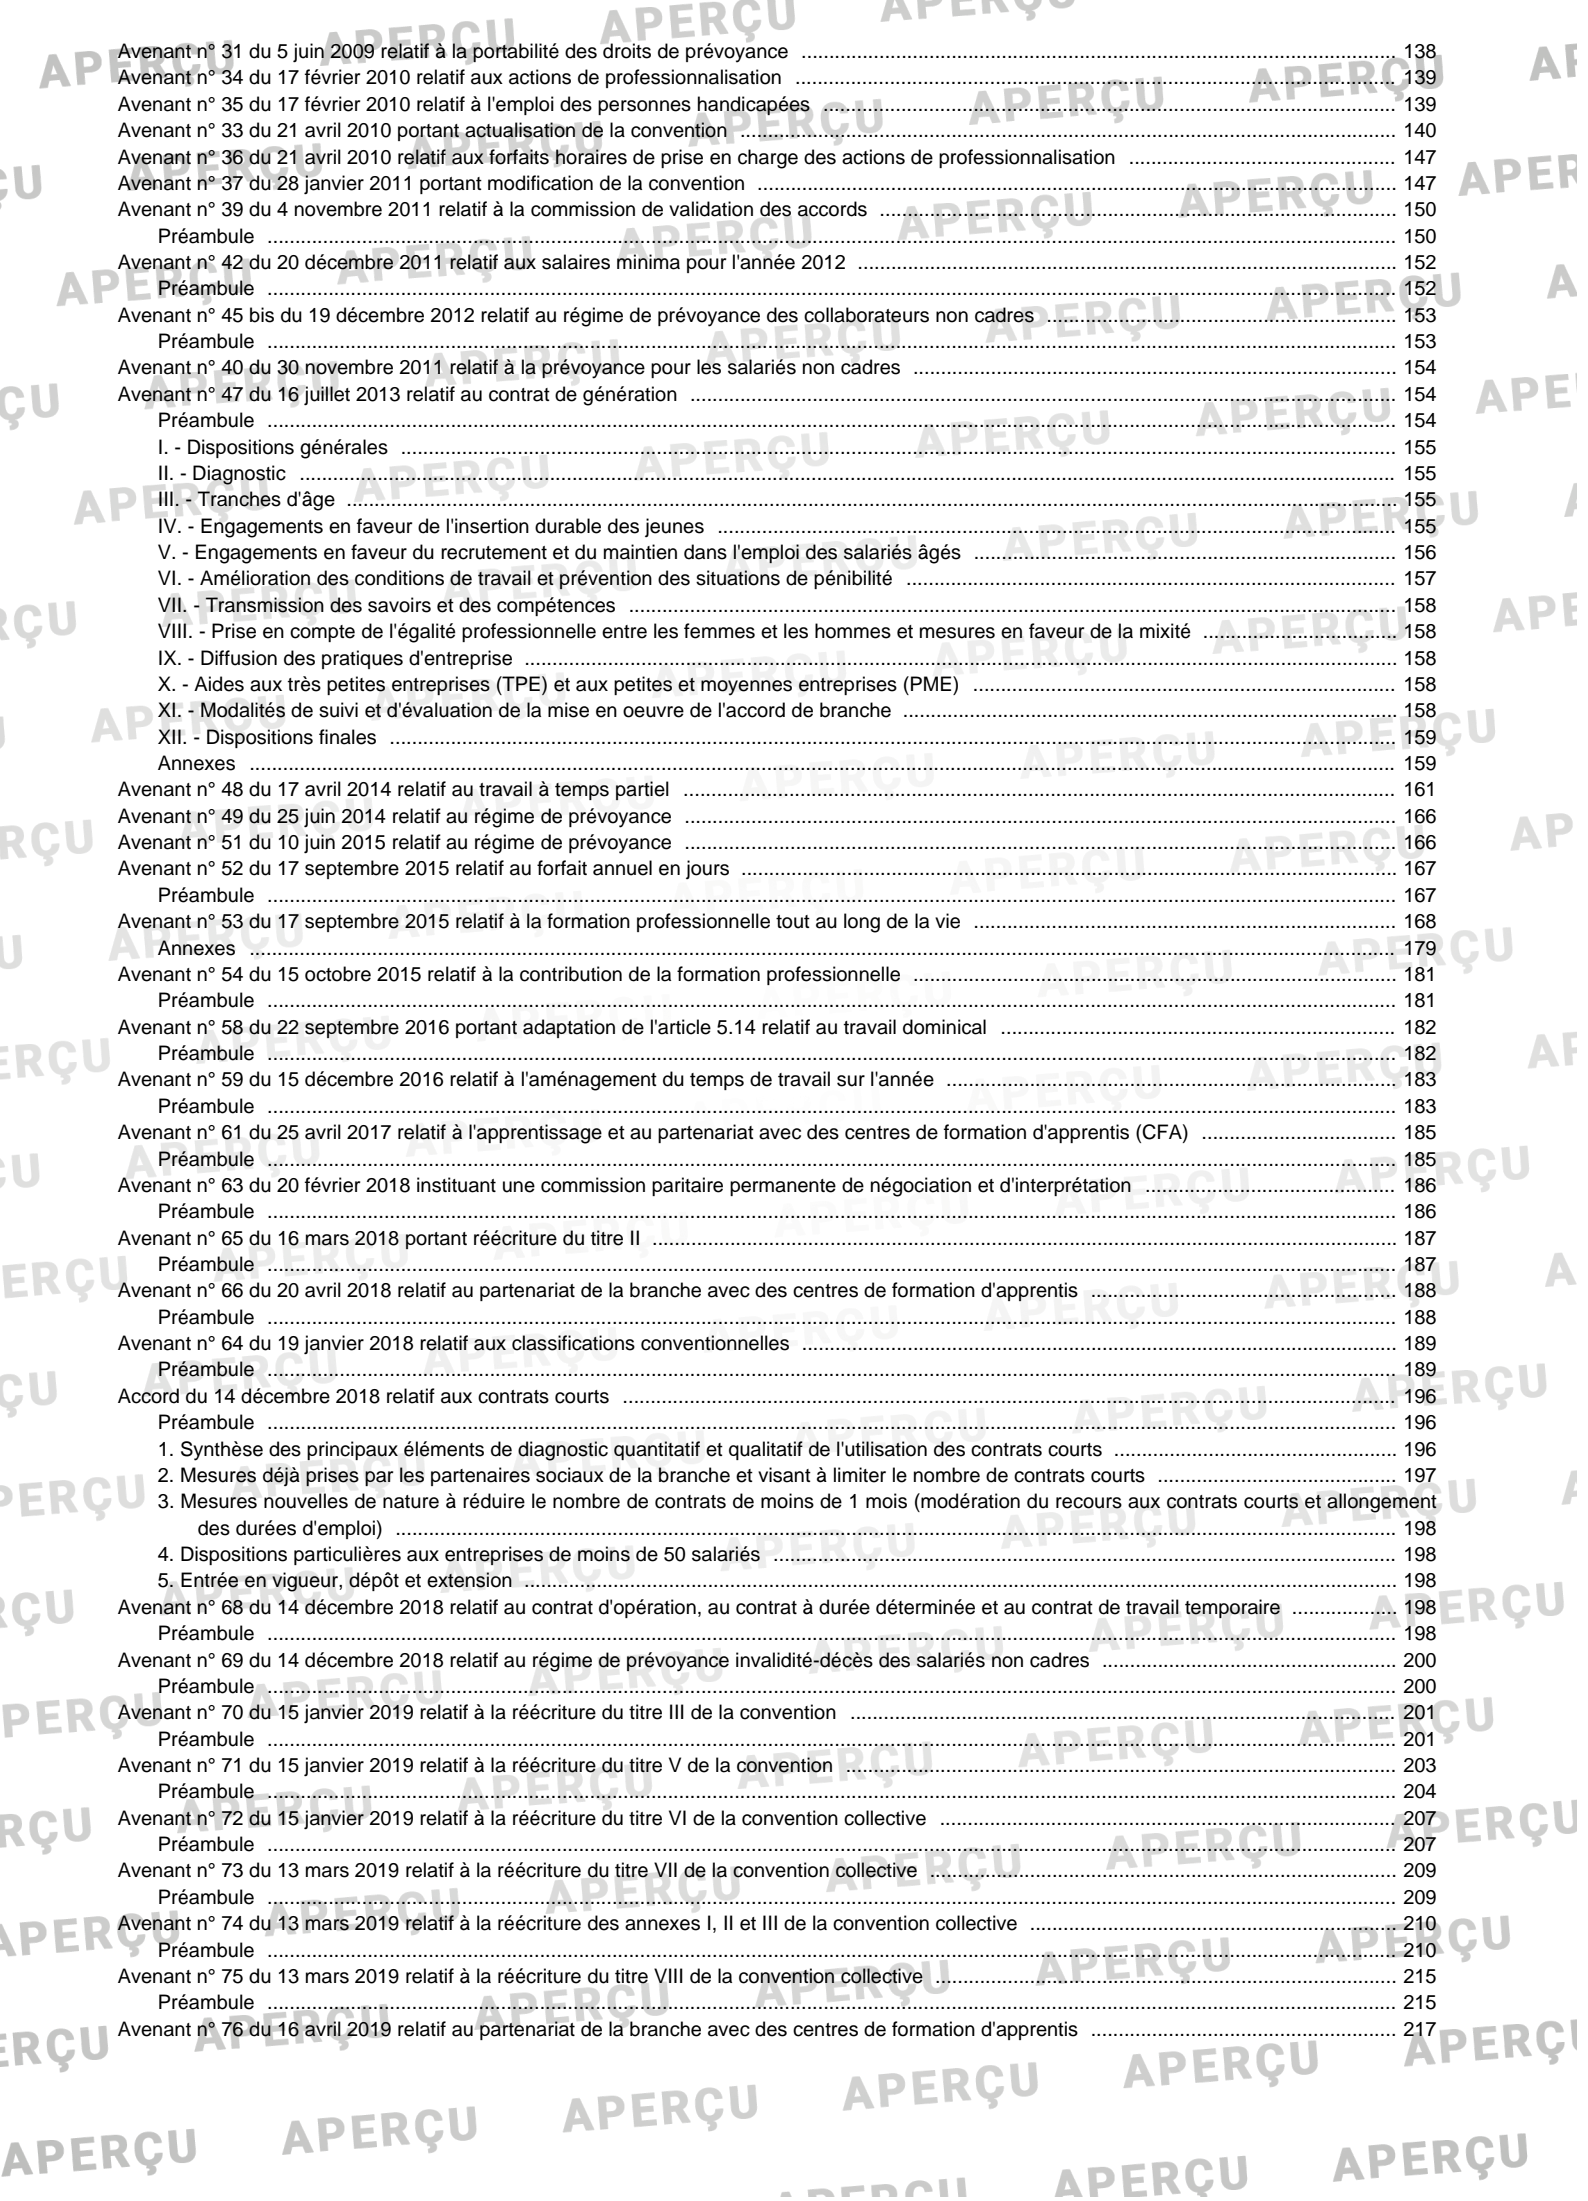 Avenant n° 31 du 5 juin 2009 relatif à la portabilité des droits de prévoyance ..... 138
Avenant n° 34 du 17 février 2010 relatif aux actions de professionnalisation ..... 139
Avenant n° 35 du 17 février 2010 relatif à l'emploi des personnes handicapées ..... 139
Avenant n° 33 du 21 avril 2010 portant actualisation de la convention ..... 140
Avenant n° 36 du 21 avril 2010 relatif aux forfaits horaires de prise en charge des actions de professionnalisation ..... 147
Avenant n° 37 du 28 janvier 2011 portant modification de la convention ..... 147
Avenant n° 39 du 4 novembre 2011 relatif à la commission de validation des accords ..... 150
Préambule ..... 150
Avenant n° 42 du 20 décembre 2011 relatif aux salaires minima pour l'année 2012 ..... 152
Préambule ..... 152
Avenant n° 45 bis du 19 décembre 2012 relatif au régime de prévoyance des collaborateurs non cadres ..... 153
Préambule ..... 153
Avenant n° 40 du 30 novembre 2011 relatif à la prévoyance pour les salariés non cadres ..... 154
Avenant n° 47 du 16 juillet 2013 relatif au contrat de génération ..... 154
Préambule ..... 154
I. - Dispositions générales ..... 155
II. - Diagnostic ..... 155
III. - Tranches d'âge ..... 155
IV. - Engagements en faveur de l'insertion durable des jeunes ..... 155
V. - Engagements en faveur du recrutement et du maintien dans l'emploi des salariés âgés ..... 156
VI. - Amélioration des conditions de travail et prévention des situations de pénibilité ..... 157
VII. - Transmission des savoirs et des compétences ..... 158
VIII. - Prise en compte de l'égalité professionnelle entre les femmes et les hommes et mesures en faveur de la mixité ..... 158
IX. - Diffusion des pratiques d'entreprise ..... 158
X. - Aides aux très petites entreprises (TPE) et aux petites et moyennes entreprises (PME) ..... 158
XI. - Modalités de suivi et d'évaluation de la mise en oeuvre de l'accord de branche ..... 158
XII. - Dispositions finales ..... 159
Annexes ..... 159
Avenant n° 48 du 17 avril 2014 relatif au travail à temps partiel ..... 161
Avenant n° 49 du 25 juin 2014 relatif au régime de prévoyance ..... 166
Avenant n° 51 du 10 juin 2015 relatif au régime de prévoyance ..... 166
Avenant n° 52 du 17 septembre 2015 relatif au forfait annuel en jours ..... 167
Préambule ..... 167
Avenant n° 53 du 17 septembre 2015 relatif à la formation professionnelle tout au long de la vie ..... 168
Annexes ..... 179
Avenant n° 54 du 15 octobre 2015 relatif à la contribution de la formation professionnelle ..... 181
Préambule ..... 181
Avenant n° 58 du 22 septembre 2016 portant adaptation de l'article 5.14 relatif au travail dominical ..... 182
Préambule ..... 182
Avenant n° 59 du 15 décembre 2016 relatif à l'aménagement du temps de travail sur l'année ..... 183
Préambule ..... 183
Avenant n° 61 du 25 avril 2017 relatif à l'apprentissage et au partenariat avec des centres de formation d'apprentis (CFA) ..... 185
Préambule ..... 185
Avenant n° 63 du 20 février 2018 instituant une commission paritaire permanente de négociation et d'interprétation ..... 186
Préambule ..... 186
Avenant n° 65 du 16 mars 2018 portant réécriture du titre II ..... 187
Préambule ..... 187
Avenant n° 66 du 20 avril 2018 relatif au partenariat de la branche avec des centres de formation d'apprentis ..... 188
Préambule ..... 188
Avenant n° 64 du 19 janvier 2018 relatif aux classifications conventionnelles ..... 189
Préambule ..... 189
Accord du 14 décembre 2018 relatif aux contrats courts ..... 196
Préambule ..... 196
1. Synthèse des principaux éléments de diagnostic quantitatif et qualitatif de l'utilisation des contrats courts ..... 196
2. Mesures déjà prises par les partenaires sociaux de la branche et visant à limiter le nombre de contrats courts ..... 197
3. Mesures nouvelles de nature à réduire le nombre de contrats de moins de 1 mois (modération du recours aux contrats courts et allongement
des durées d'emploi) ..... 198
4. Dispositions particulières aux entreprises de moins de 50 salariés ..... 198
5. Entrée en vigueur, dépôt et extension ..... 198
Avenant n° 68 du 14 décembre 2018 relatif au contrat d'opération, au contrat à durée déterminée et au contrat de travail temporaire ..... 198
Préambule ..... 198
Avenant n° 69 du 14 décembre 2018 relatif au régime de prévoyance invalidité-décès des salariés non cadres ..... 200
Préambule ..... 200
Avenant n° 70 du 15 janvier 2019 relatif à la réécriture du titre III de la convention ..... 201
Préambule ..... 201
Avenant n° 71 du 15 janvier 2019 relatif à la réécriture du titre V de la convention ..... 203
Préambule ..... 204
Avenant n° 72 du 15 janvier 2019 relatif à la réécriture du titre VI de la convention collective ..... 207
Préambule ..... 207
Avenant n° 73 du 13 mars 2019 relatif à la réécriture du titre VII de la convention collective ..... 209
Préambule ..... 209
Avenant n° 74 du 13 mars 2019 relatif à la réécriture des annexes I, II et III de la convention collective ..... 210
Préambule ..... 210
Avenant n° 75 du 13 mars 2019 relatif à la réécriture du titre VIII de la convention collective ..... 215
Préambule ..... 215
Avenant n° 76 du 16 avril 2019 relatif au partenariat de la branche avec des centres de formation d'apprentis ..... 217
APERÇU